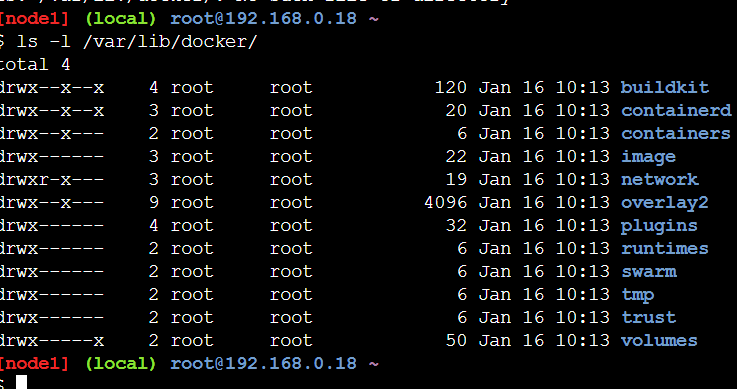 [node1] (local) root@192.168.0.18 ~
$ ls -l /var/lib/docker/
total 4
drwx--x--x 4 root root 120 Jan 16 10:13 buildkit
drwx--x--x 3 root root 20 Jan 16 10:13 containerd
drwx--x--- 2 root root 6 Jan 16 10:13 containers
drwx------ 3 root root 22 Jan 16 10:13 image
drwxr-x--- 3 root root 19 Jan 16 10:13 network
drwx--x--- 9 root root 4096 Jan 16 10:13 overlay2
drwx------ 4 root root 32 Jan 16 10:13 plugins
drwx------ 2 root root 6 Jan 16 10:13 runtimes
drwx------ 2 root root 6 Jan 16 10:13 swarm
drwx------ 2 root root 6 Jan 16 10:13 tmp
drwx------ 2 root root 6 Jan 16 10:13 trust
drwx-----x 2 root root 50 Jan 16 10:13 volumes
[node1] (local) root@192.168.0.18 ~
$